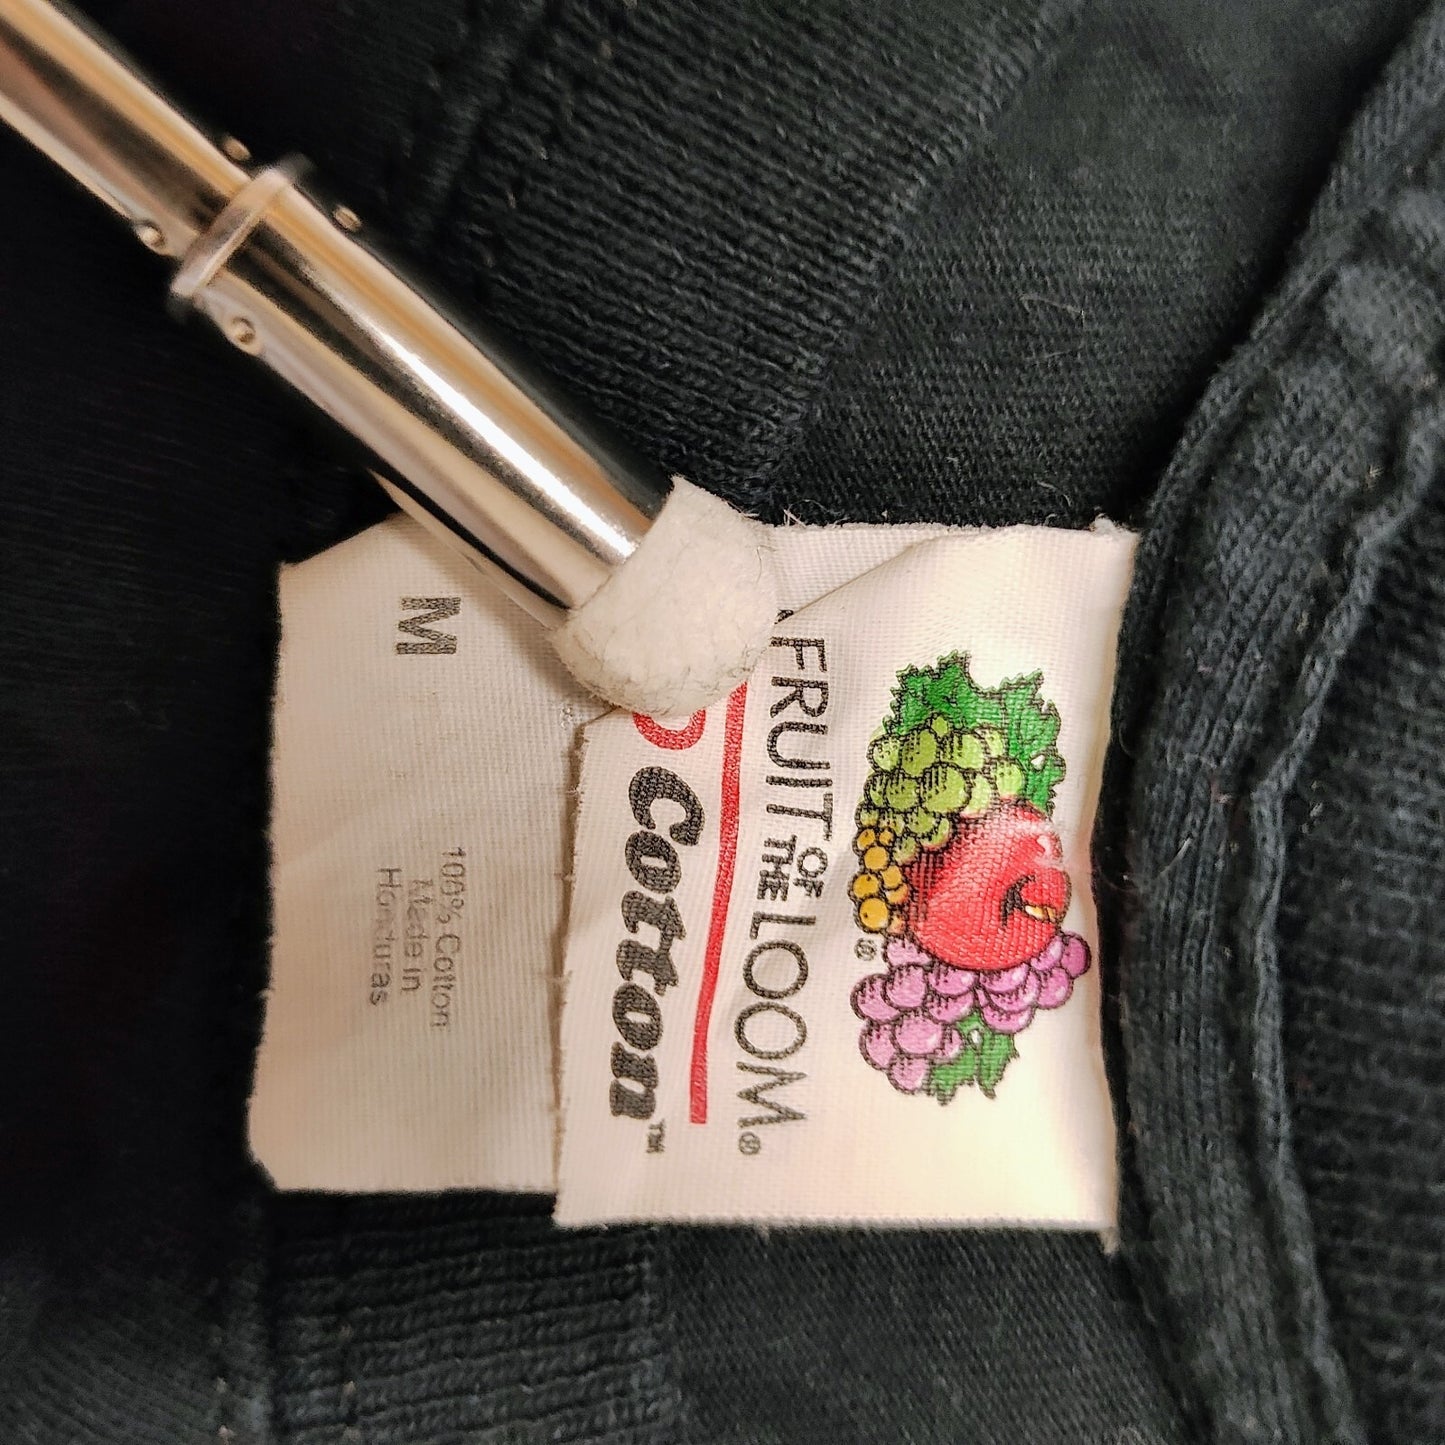 FRUIT
OF
THE
LOOM®
Cotton™
M
100% Cotton
Made in
Honduras